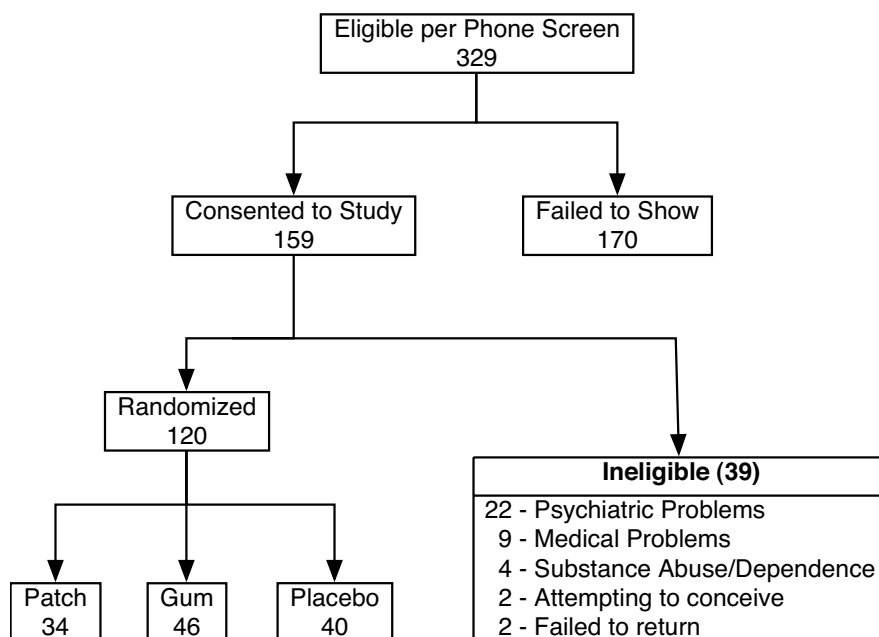 Eligible per Phone Screen
329
Consented to Study
159
Failed to Show
170
Randomized
120
Ineligible (39)
22 - Psychiatric Problems
9 - Medical Problems
4 - Substance Abuse/Dependence
2 - Attempting to conceive
2 - Failed to return
Patch
34
Gum
46
Placebo
40